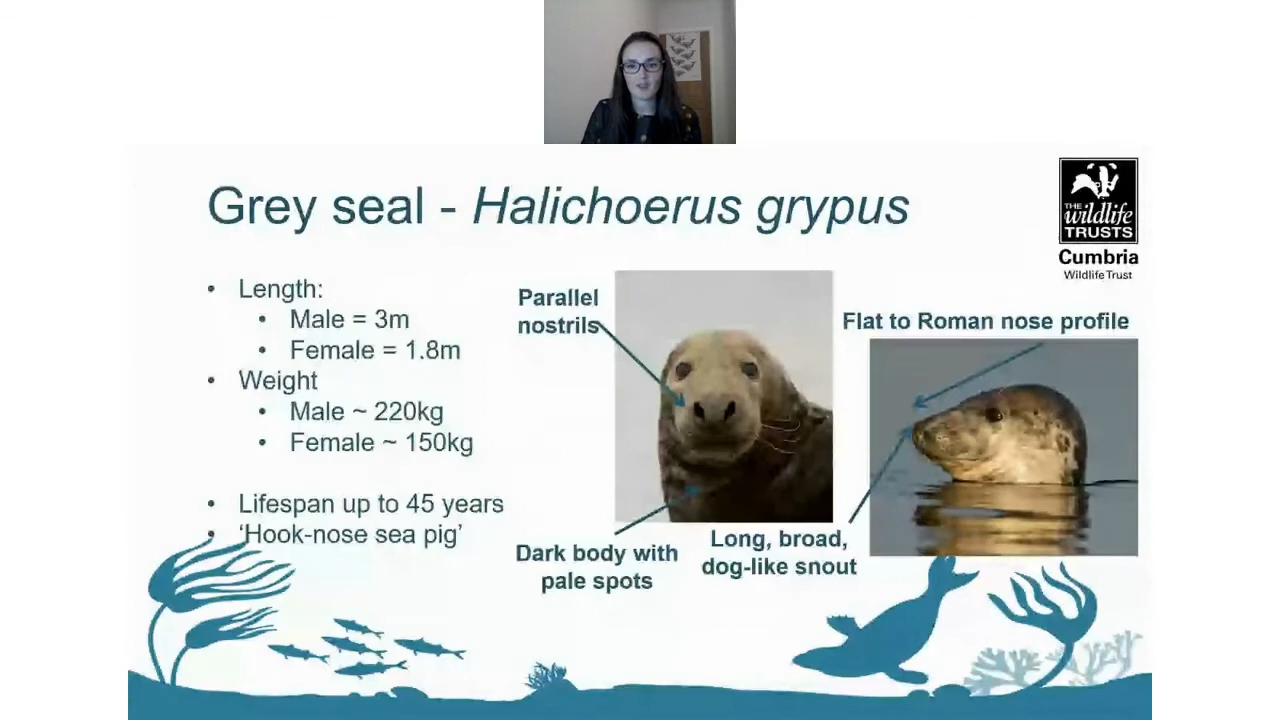 Grey seal - Halichoerus grypus
THE
wildlife
TRUSTS
Cumbria
Wildlife Trust
• Length:
• Male = 3m
• Female = 1.8m
• Weight
• Male ~ 220kg
• Female ~ 150kg
• Lifespan up to 45 years
• ‘Hook-nose sea pig’
Parallel
nostrils
Dark body with
pale spots
Flat to Roman nose profile
Long, broad,
dog-like snout